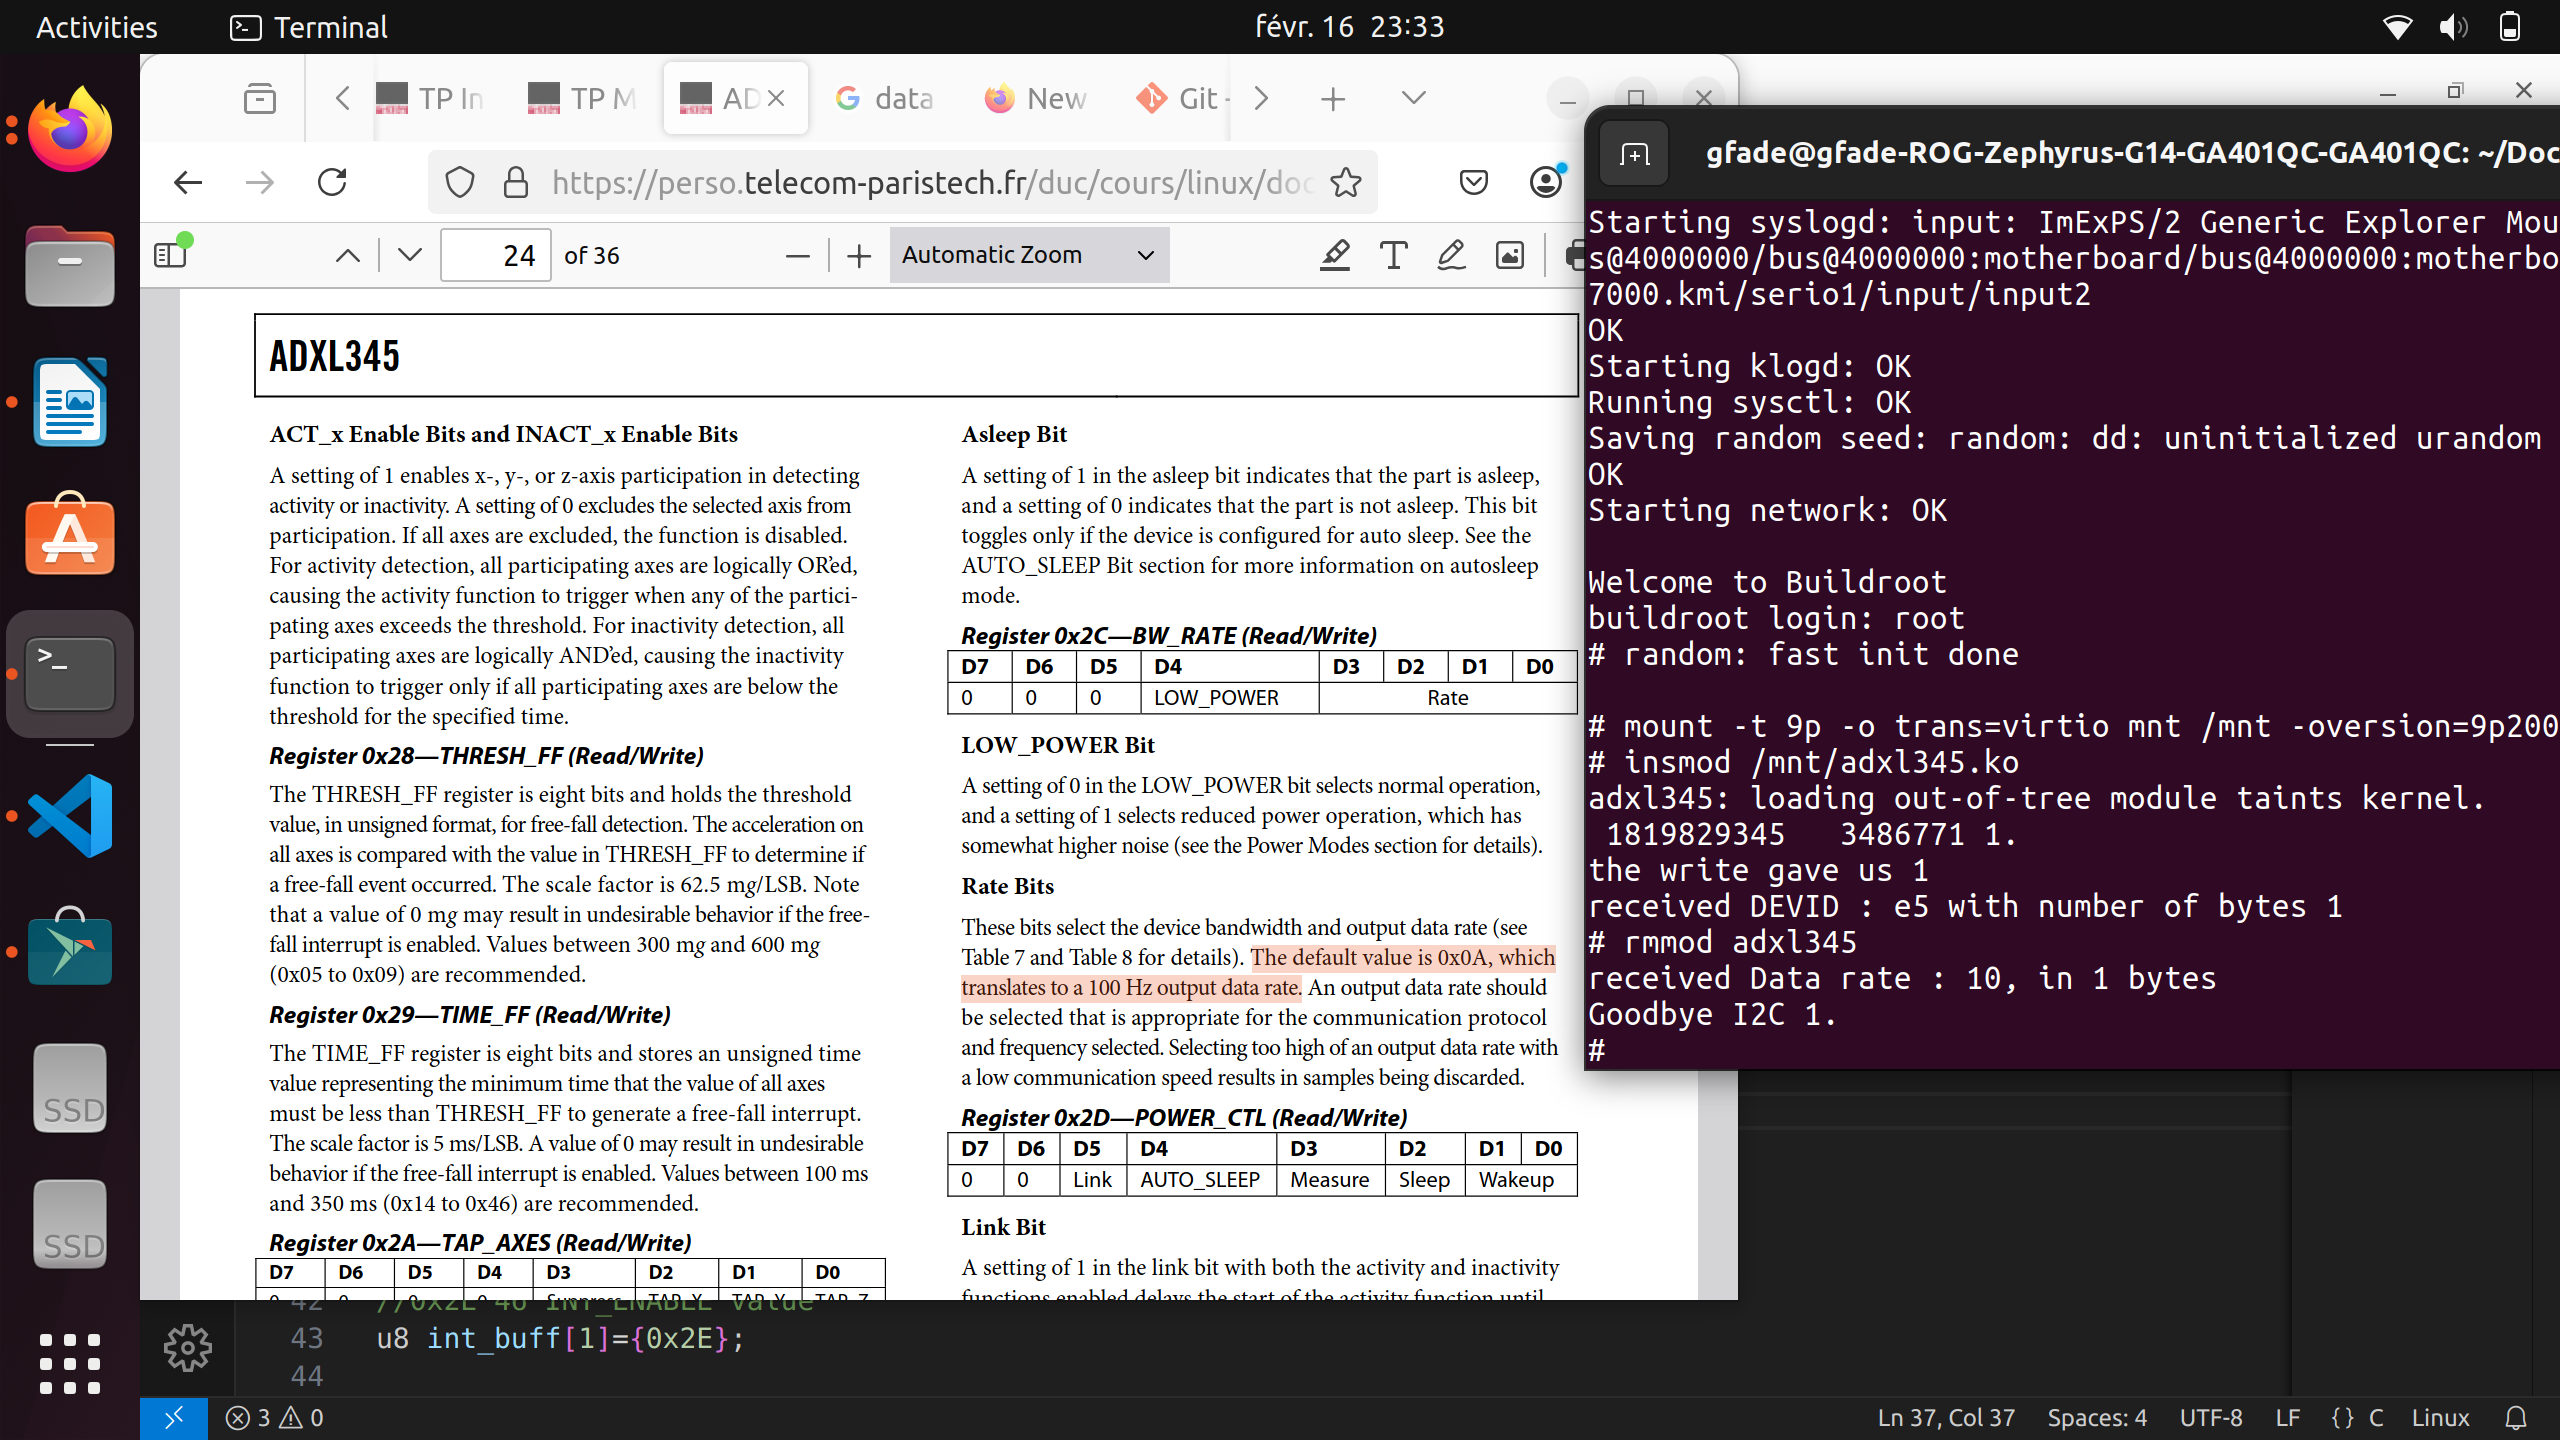 Activities
Terminal
févr. 16 23:33
TP In
TP M
AD
data
New
Git -
https://perso.telecom-paristech.fr/duc/cours/linux/doc
24
of 36
Automatic Zoom
ADXL345
ACT_x Enable Bits and INACT_x Enable Bits
A setting of 1 enables x-, y-, or z-axis participation in detecting
activity or inactivity. A setting of 0 excludes the selected axis from
participation. If all axes are excluded, the function is disabled.
For activity detection, all participating axes are logically OR’ed,
causing the activity function to trigger when any of the partici-
pating axes exceeds the threshold. For inactivity detection, all
participating axes are logically AND’ed, causing the inactivity
function to trigger only if all participating axes are below the
threshold for the specified time.
Register 0x28—THRESH_FF (Read/Write)
The THRESH_FF register is eight bits and holds the threshold
value, in unsigned format, for free-fall detection. The acceleration on
all axes is compared with the value in THRESH_FF to determine if
a free-fall event occurred. The scale factor is 62.5 mg/LSB. Note
that a value of 0 mg may result in undesirable behavior if the free-
fall interrupt is enabled. Values between 300 mg and 600 mg
(0x05 to 0x09) are recommended.
Register 0x29—TIME_FF (Read/Write)
The TIME_FF register is eight bits and stores an unsigned time
value representing the minimum time that the value of all axes
must be less than THRESH_FF to generate a free-fall interrupt.
The scale factor is 5 ms/LSB. A value of 0 may result in undesirable
behavior if the free-fall interrupt is enabled. Values between 100 ms
and 350 ms (0x14 to 0x46) are recommended.
Register 0x2A—TAP_AXES (Read/Write)
D7 D6 D5 D4 D3 D2 D1 D0
0 0 0 0 Suppress TAP_X TAP_Y TAP_Z
Asleep Bit
A setting of 1 in the asleep bit indicates that the part is asleep,
and a setting of 0 indicates that the part is not asleep. This bit
toggles only if the device is configured for auto sleep. See the
AUTO_SLEEP Bit section for more information on autosleep
mode.
Register 0x2C—BW_RATE (Read/Write)
D7 D6 D5 D4 D3 D2 D1 D0
0 0 0 LOW_POWER Rate
LOW_POWER Bit
A setting of 0 in the LOW_POWER bit selects normal operation,
and a setting of 1 selects reduced power operation, which has
somewhat higher noise (see the Power Modes section for details).
Rate Bits
These bits select the device bandwidth and output data rate (see
Table 7 and Table 8 for details). The default value is 0x0A, which
translates to a 100 Hz output data rate. An output data rate should
be selected that is appropriate for the communication protocol
and frequency selected. Selecting too high of an output data rate with
a low communication speed results in samples being discarded.
Register 0x2D—POWER_CTL (Read/Write)
D7 D6 D5 D4 D3 D2 D1 D0
0 0 Link AUTO_SLEEP Measure Sleep Wakeup
Link Bit
A setting of 1 in the link bit with both the activity and inactivity
functions enabled delays the start of the activity function until
gfade@gfade-ROG-Zephyrus-G14-GA401QC-GA401QC: ~/Doc
Starting syslogd: input: ImExPS/2 Generic Explorer Mou
s@4000000/bus@4000000:motherboard/bus@4000000:motherbo
7000.kmi/serio1/input/input2
OK
Starting klogd: OK
Running sysctl: OK
Saving random seed: random: dd: uninitialized urandom
OK
Starting network: OK
Welcome to Buildroot
buildroot login: root
# random: fast init done
# mount -t 9p -o trans=virtio mnt /mnt -oversion=9p200
# insmod /mnt/adxl345.ko
adxl345: loading out-of-tree module taints kernel.
1819829345 3486771 1.
the write gave us 1
received DEVID : e5 with number of bytes 1
# rmmod adxl345
received Data rate : 10, in 1 bytes
Goodbye I2C 1.
#
42 //0x2E 46 INT_ENABLE value
43 u8 int_buff[1]={0x2E};
44
SSD
SSD
3 0
Ln 37, Col 37
Spaces: 4
UTF-8
LF
{} C
Linux